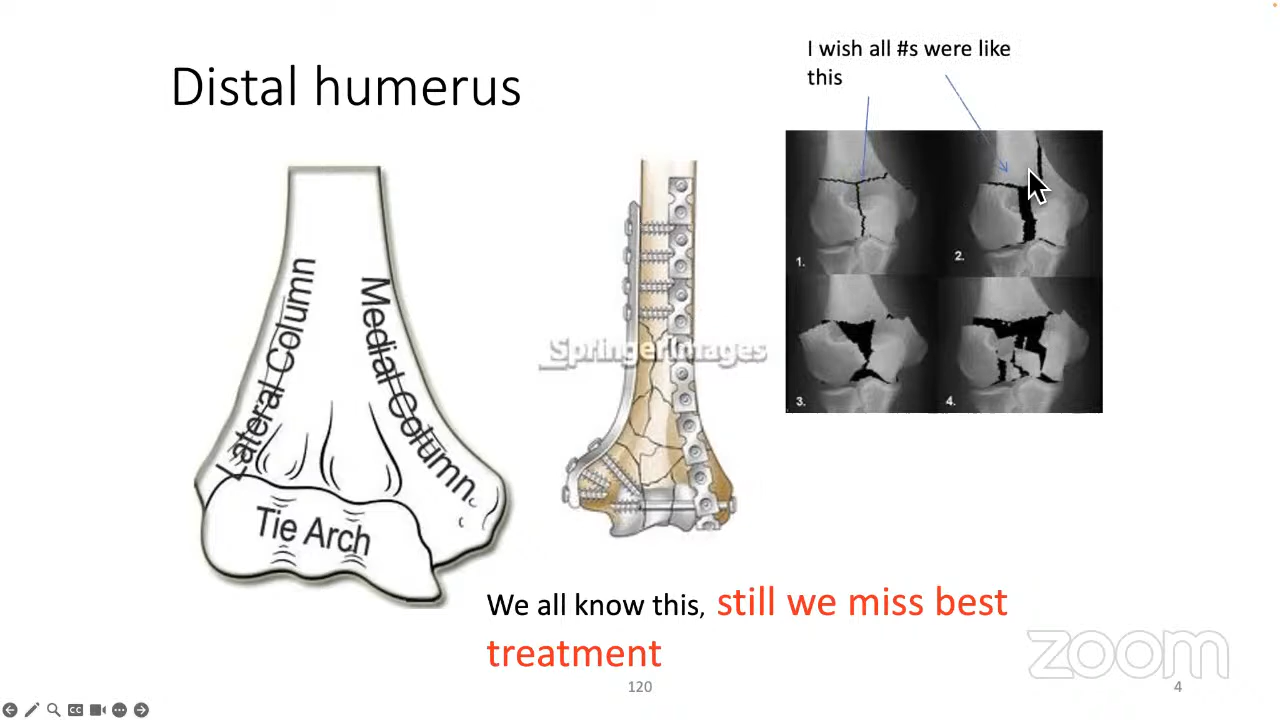 I wish all #s were like
this
Distal humerus
Lateral Column
Medial Column
Tie Arch
SpringerImages
1.
2.
3.
4.
We all know this, still we miss best
treatment
zoom
120
4
CC